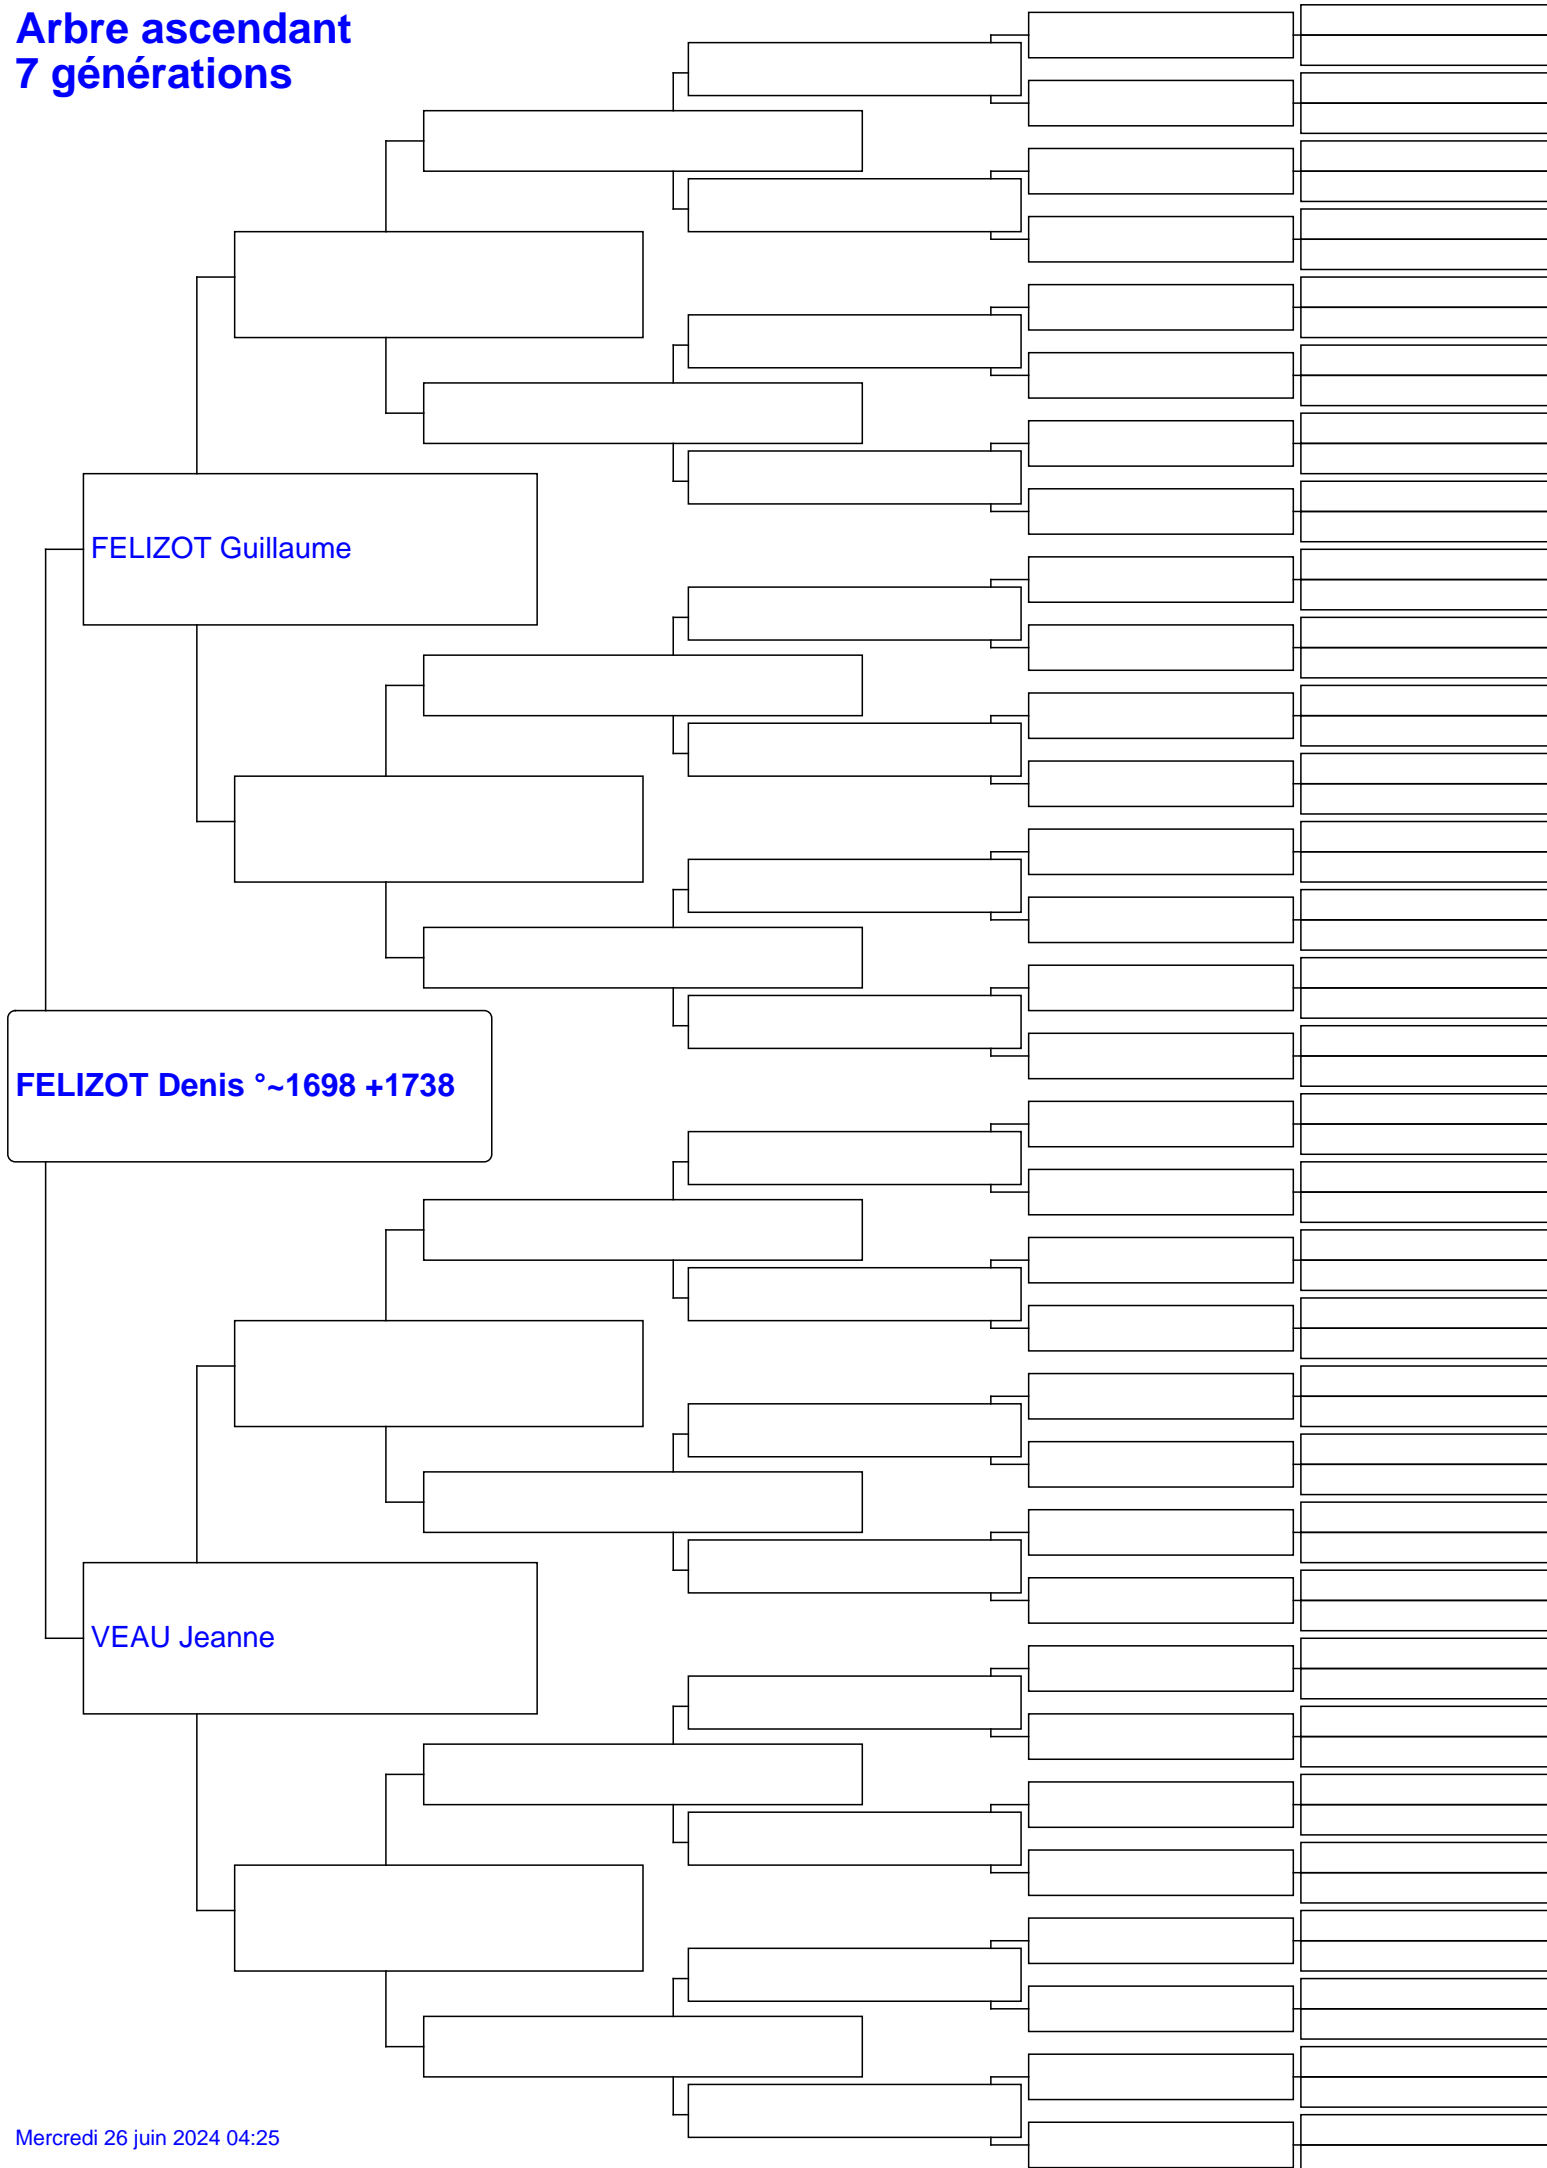 Arbre ascendant
7 générations
FELIZOT Guillaume
FELIZOT Denis °~1698 +1738
VEAU Jeanne
Mercredi 26 juin 2024 04:25